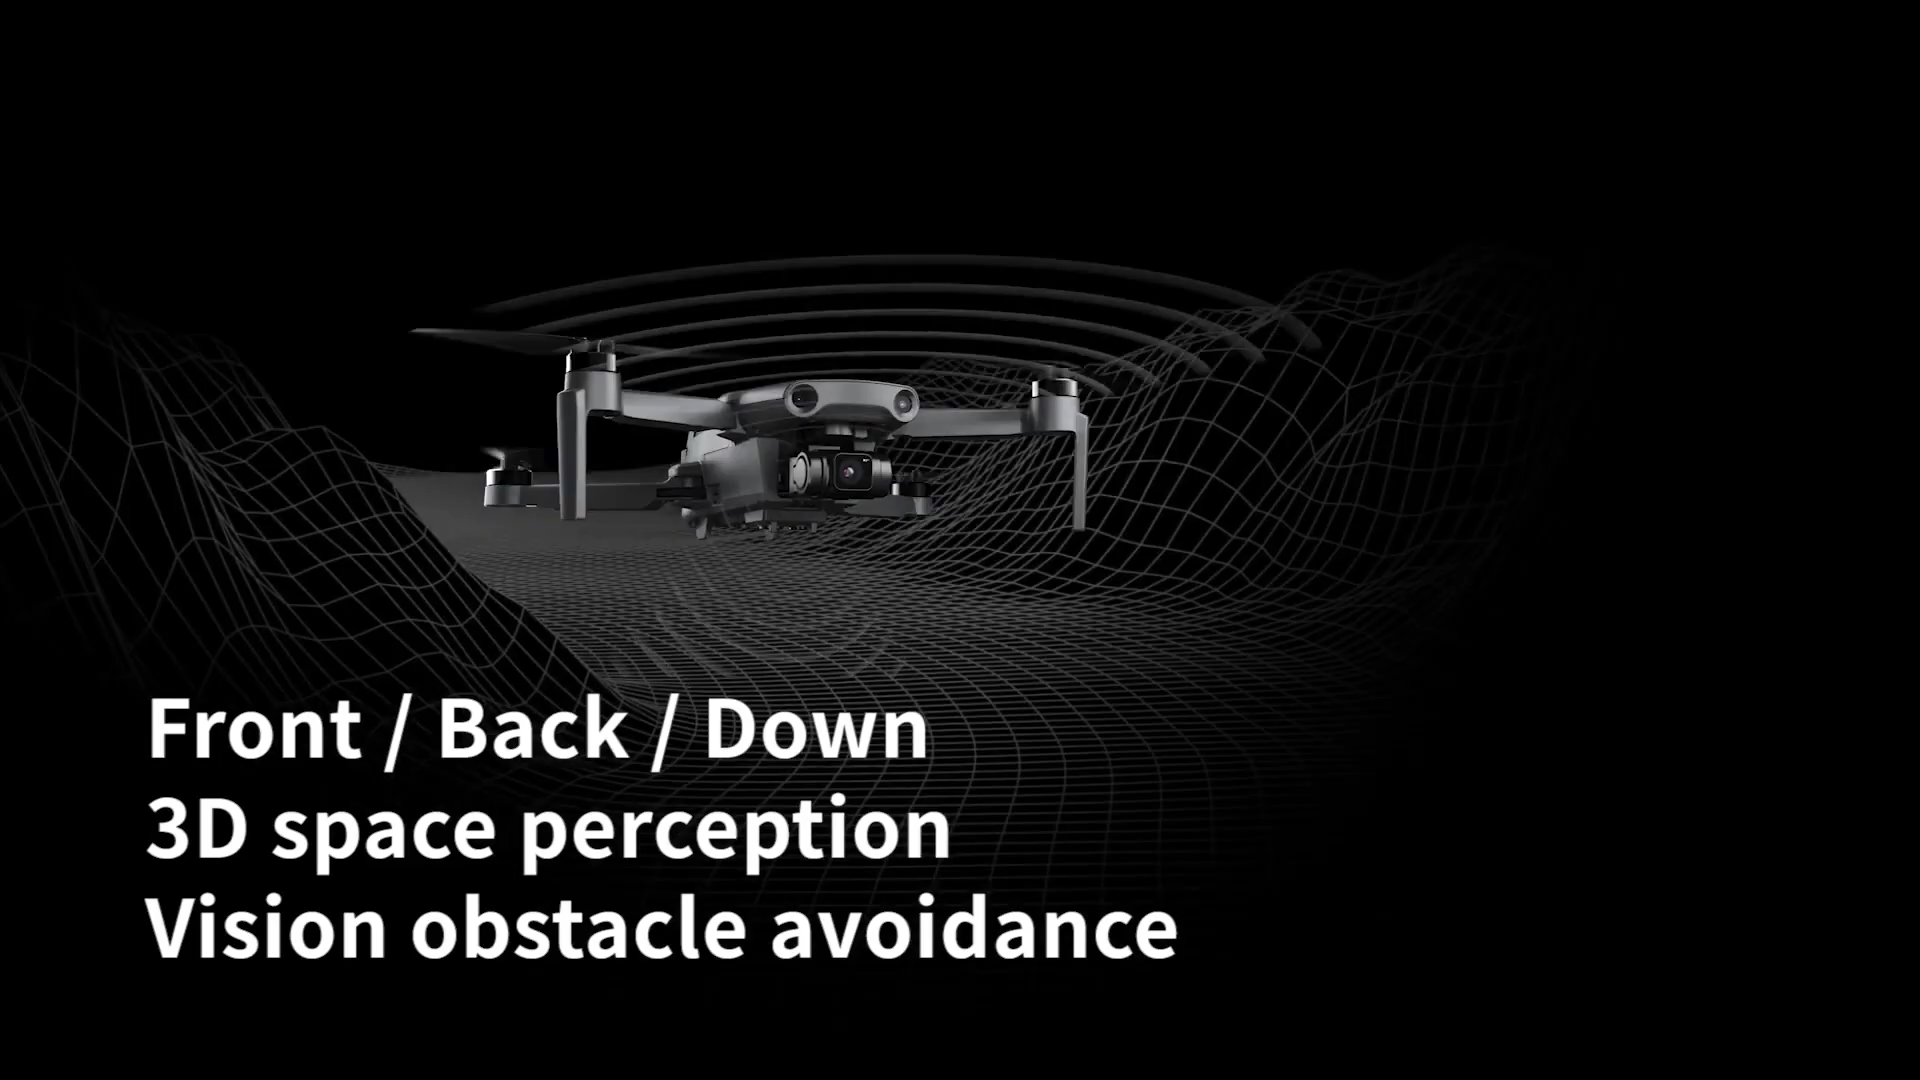 Front / Back / Down
3D space perception
Vision obstacle avoidance